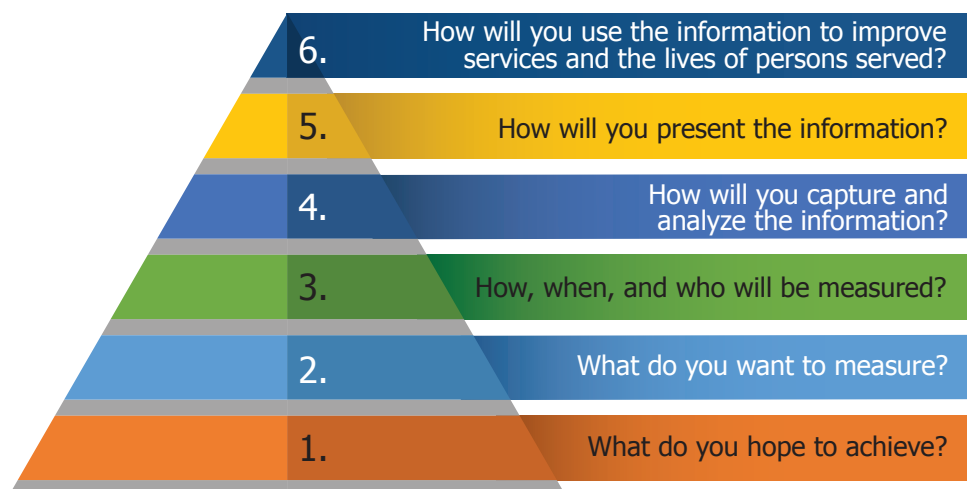 6.
How will you use the information to improve
services and the lives of persons served?
5.
How will you present the information?
4.
How will you capture and
analyze the information?
3.
How, when, and who will be measured?
2.
What do you want to measure?
1.
What do you hope to achieve?